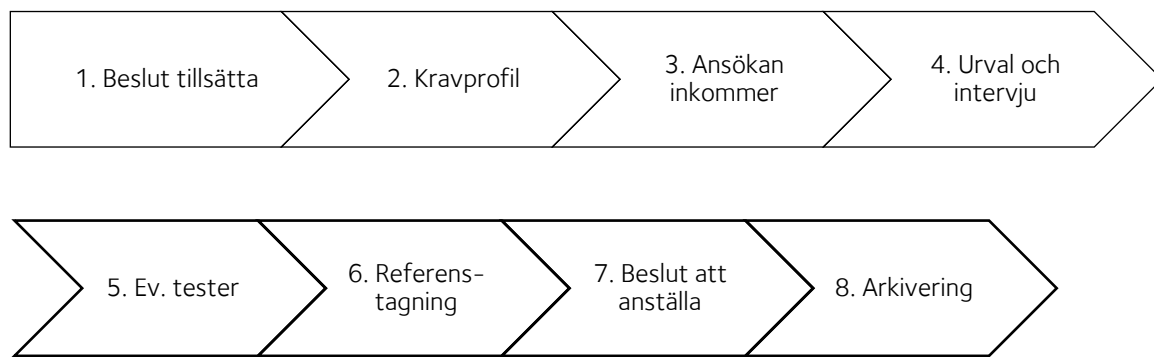 1. Beslut tillsätta
2. Kravprofil
3. Ansökan
inkommer
4. Urval och
intervju
5. Ev. tester
6. Referens-
tagning
7. Beslut att
anställa
8. Arkivering